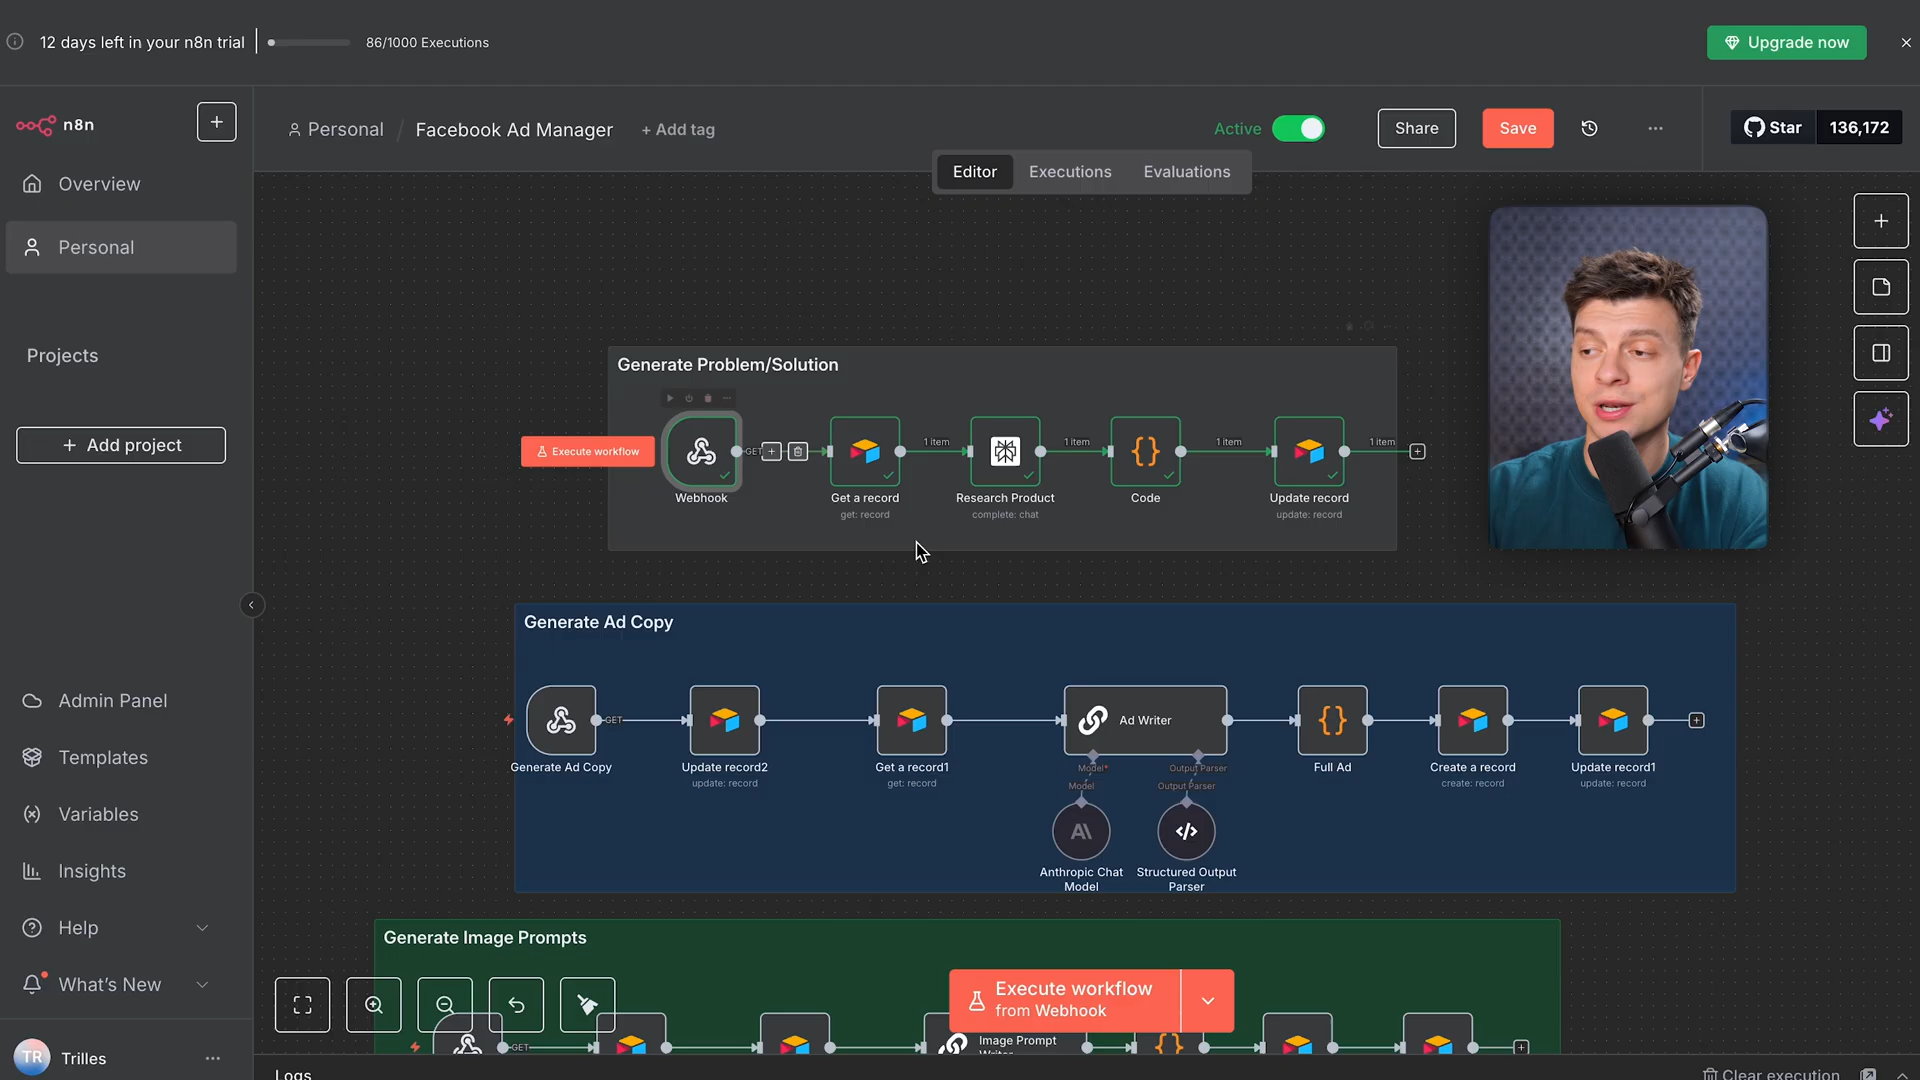 12 days left in your n8n trial
86/1000 Executions
Upgrade now
n8n
Personal / Facebook Ad Manager + Add tag
Active
Share
Save
Star 136,172
Editor
Executions
Evaluations
Overview
Personal
Projects
+ Add project
Admin Panel
Templates
Variables
Insights
Help
What's New
TR Trilles
Generate Problem/Solution
Execute workflow
GET
1 item
1 item
1 item
1 item
Webhook
Get a record
get: record
Research Product
complete: chat
Code
Update record
update: record
Generate Ad Copy
GET
Generate Ad Copy
Update record2
update: record
Get a record1
get: record
Ad Writer
Model*
Model
Output Parser
Output Parser
Anthropic Chat
Model
Structured Output
Parser
Full Ad
Create a record
create: record
Update record1
update: record
Generate Image Prompts
GET
Image Prompt
Execute workflow
from Webhook
Logs
Clear execution